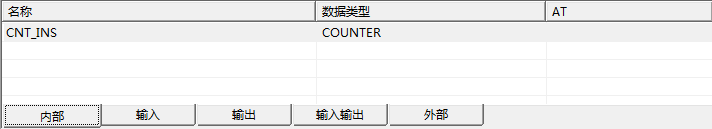 名称 数据类型 AT
CNT_INS COUNTER
内部 输入 输出 输入输出 外部